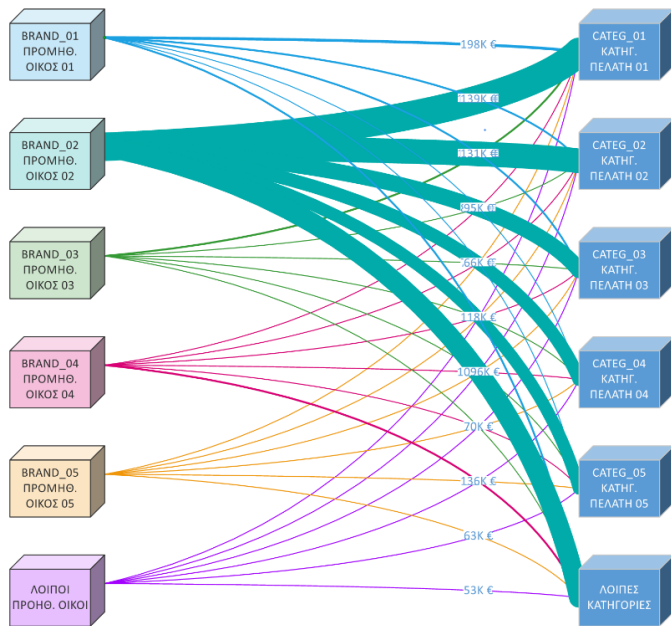 BRAND_01
ΠΡΟΜΗΘ.
ΟΙΚΟΣ 01
198K €
CATEG_01
ΚΑΤΗΓ.
ΠΕΛΑΤΗ 01
BRAND_02
ΠΡΟΜΗΘ.
ΟΙΚΟΣ 02
139K €
131K €
CATEG_02
ΚΑΤΗΓ.
ΠΕΛΑΤΗ 02
BRAND_03
ΠΡΟΜΗΘ.
ΟΙΚΟΣ 03
95K €
66K €
CATEG_03
ΚΑΤΗΓ.
ΠΕΛΑΤΗ 03
BRAND_04
ΠΡΟΜΗΘ.
ΟΙΚΟΣ 04
118K €
1096K €
CATEG_04
ΚΑΤΗΓ.
ΠΕΛΑΤΗ 04
BRAND_05
ΠΡΟΜΗΘ.
ΟΙΚΟΣ 05
70K €
136K €
CATEG_05
ΚΑΤΗΓ.
ΠΕΛΑΤΗ 05
ΛΟΙΠΟΙ
ΠΡΟΗΘ. ΟΙΚΟΙ
63K €
53K €
ΛΟΙΠΕΣ
ΚΑΤΗΓΟΡΙΕΣ